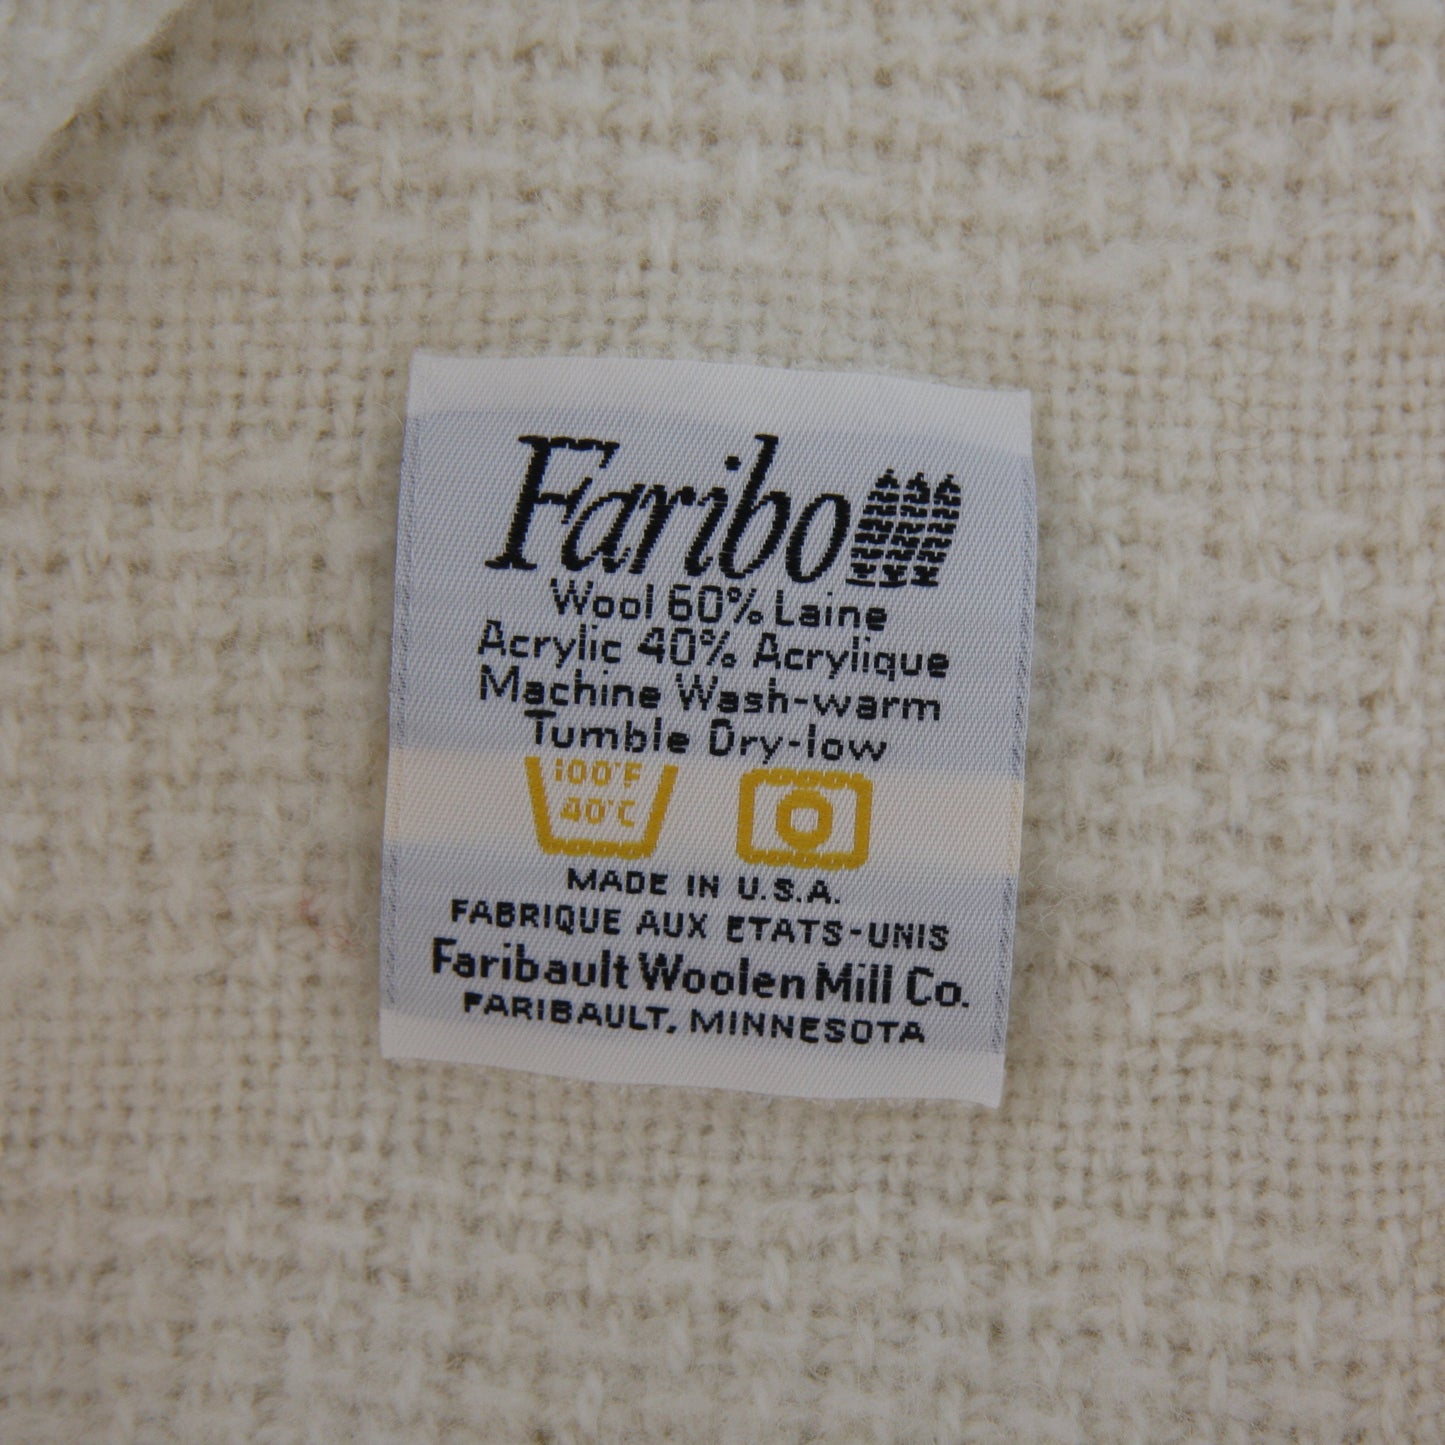 Faribo
Wool 60% Laine
Acrylic 40% Acrylique
Machine Wash-warm
Tumble Dry-low
100°F
40°C
MADE IN U.S.A.
FABRIQUE AUX ETATS-UNIS
Faribault Woolen Mill Co.
FARIBAULT, MINNESOTA